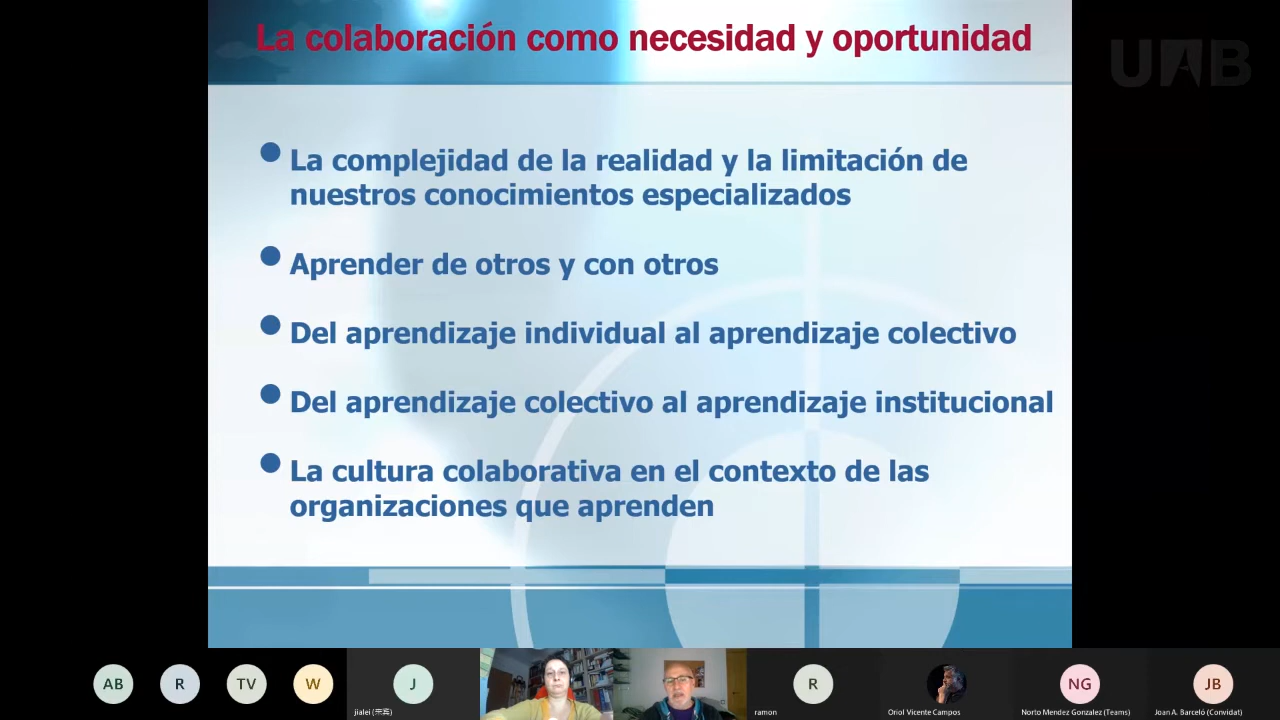 La colaboración como necesidad y oportunidad
UAB
La complejidad de la realidad y la limitación de
nuestros conocimientos especializados
Aprender de otros y con otros
Del aprendizaje individual al aprendizaje colectivo
Del aprendizaje colectivo al aprendizaje institucional
La cultura colaborativa en el contexto de las
organizaciones que aprenden
AB
R
TV
W
J
R
NG
JB
jialei (来宾)
ramon
Oriol Vicente Campos
Norto Mendez Gonzalez (Teams)
Joan A. Barceló (Convidat)